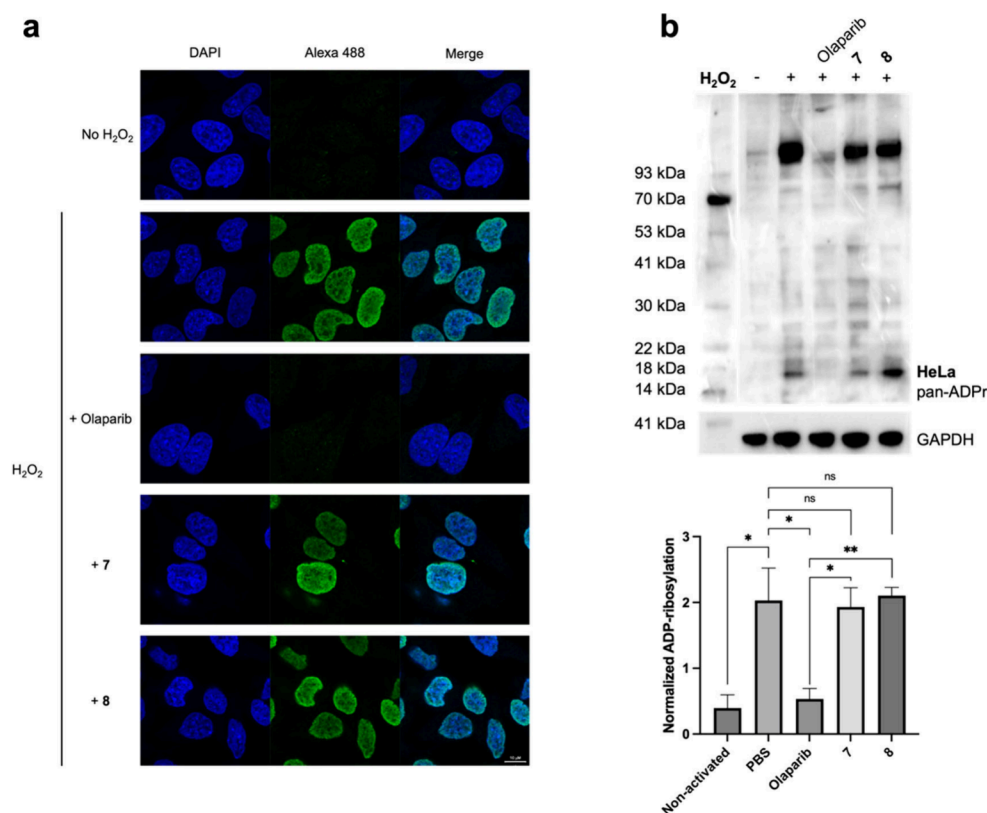 a
DAPI Alexa 488 Merge
No H₂O₂
H₂O₂
+ Olaparib
+ 7
+ 8
10 µM
b
Olaparib
7
8
H₂O₂ - + + + +
93 kDa
70 kDa
53 kDa
41 kDa
30 kDa
22 kDa
18 kDa
14 kDa
HeLa
pan-ADPr
41 kDa
GAPDH
ns
ns
*
*
**
*
Normalized ADP-ribosylation
3
2
1
0
Non-activated
PBS
Olaparib
7
8